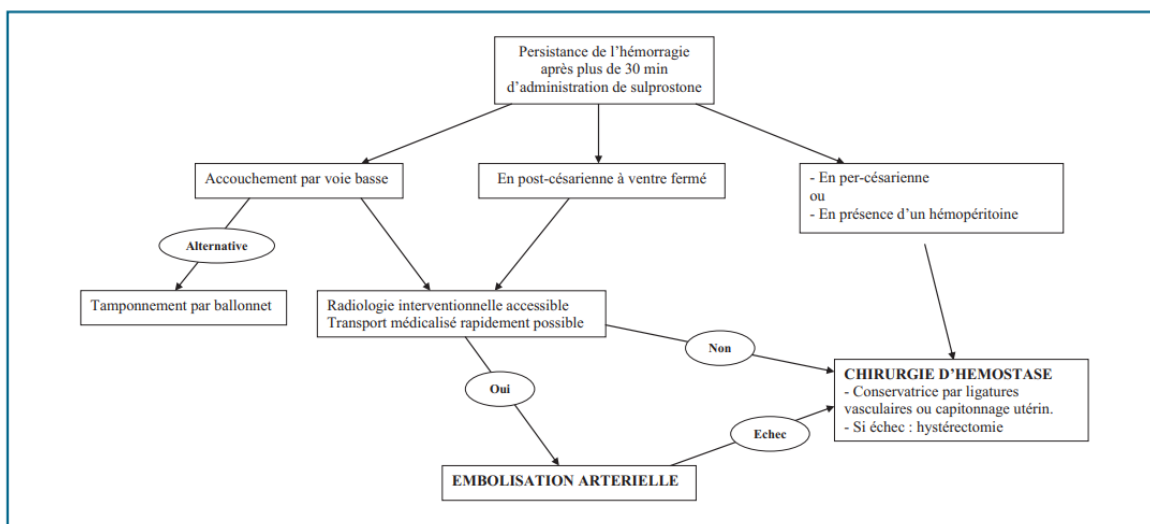 Persistance de l'hémorragie
après plus de 30 min
d'administration de sulprostone
Accouchement par voie basse
En post-césarienne à ventre fermé
- En per-césarienne
ou
- En présence d'un hémopéritoine
Alternative
Tamponnement par ballonnet
Radiologie interventionnelle accessible
Transport médicalisé rapidement possible
Non
Oui
CHIRURGIE D'HEMOSTASE
- Conservatrice par ligatures
vasculaires ou capitonnage utérin.
- Si échec : hystérectomie
Echec
EMBOLISATION ARTERIELLE